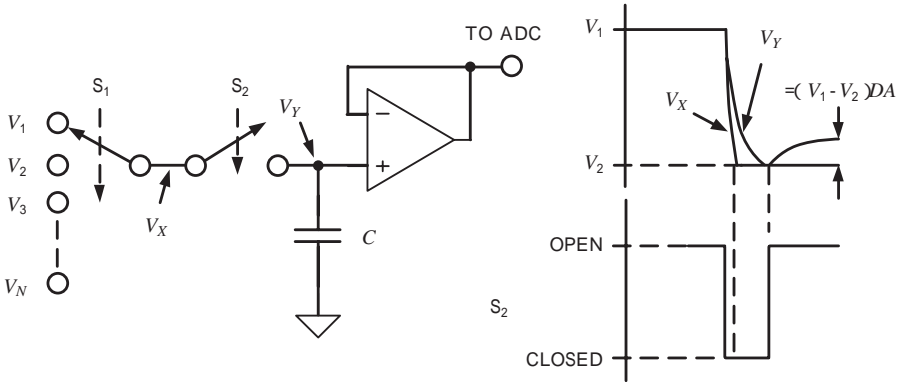 TO ADC
S1
S2
VY
V1
V2
V3
VN
VX
−
+
C
V1
VY
VX
=( V1 - V2 )DA
V2
OPEN
S2
CLOSED